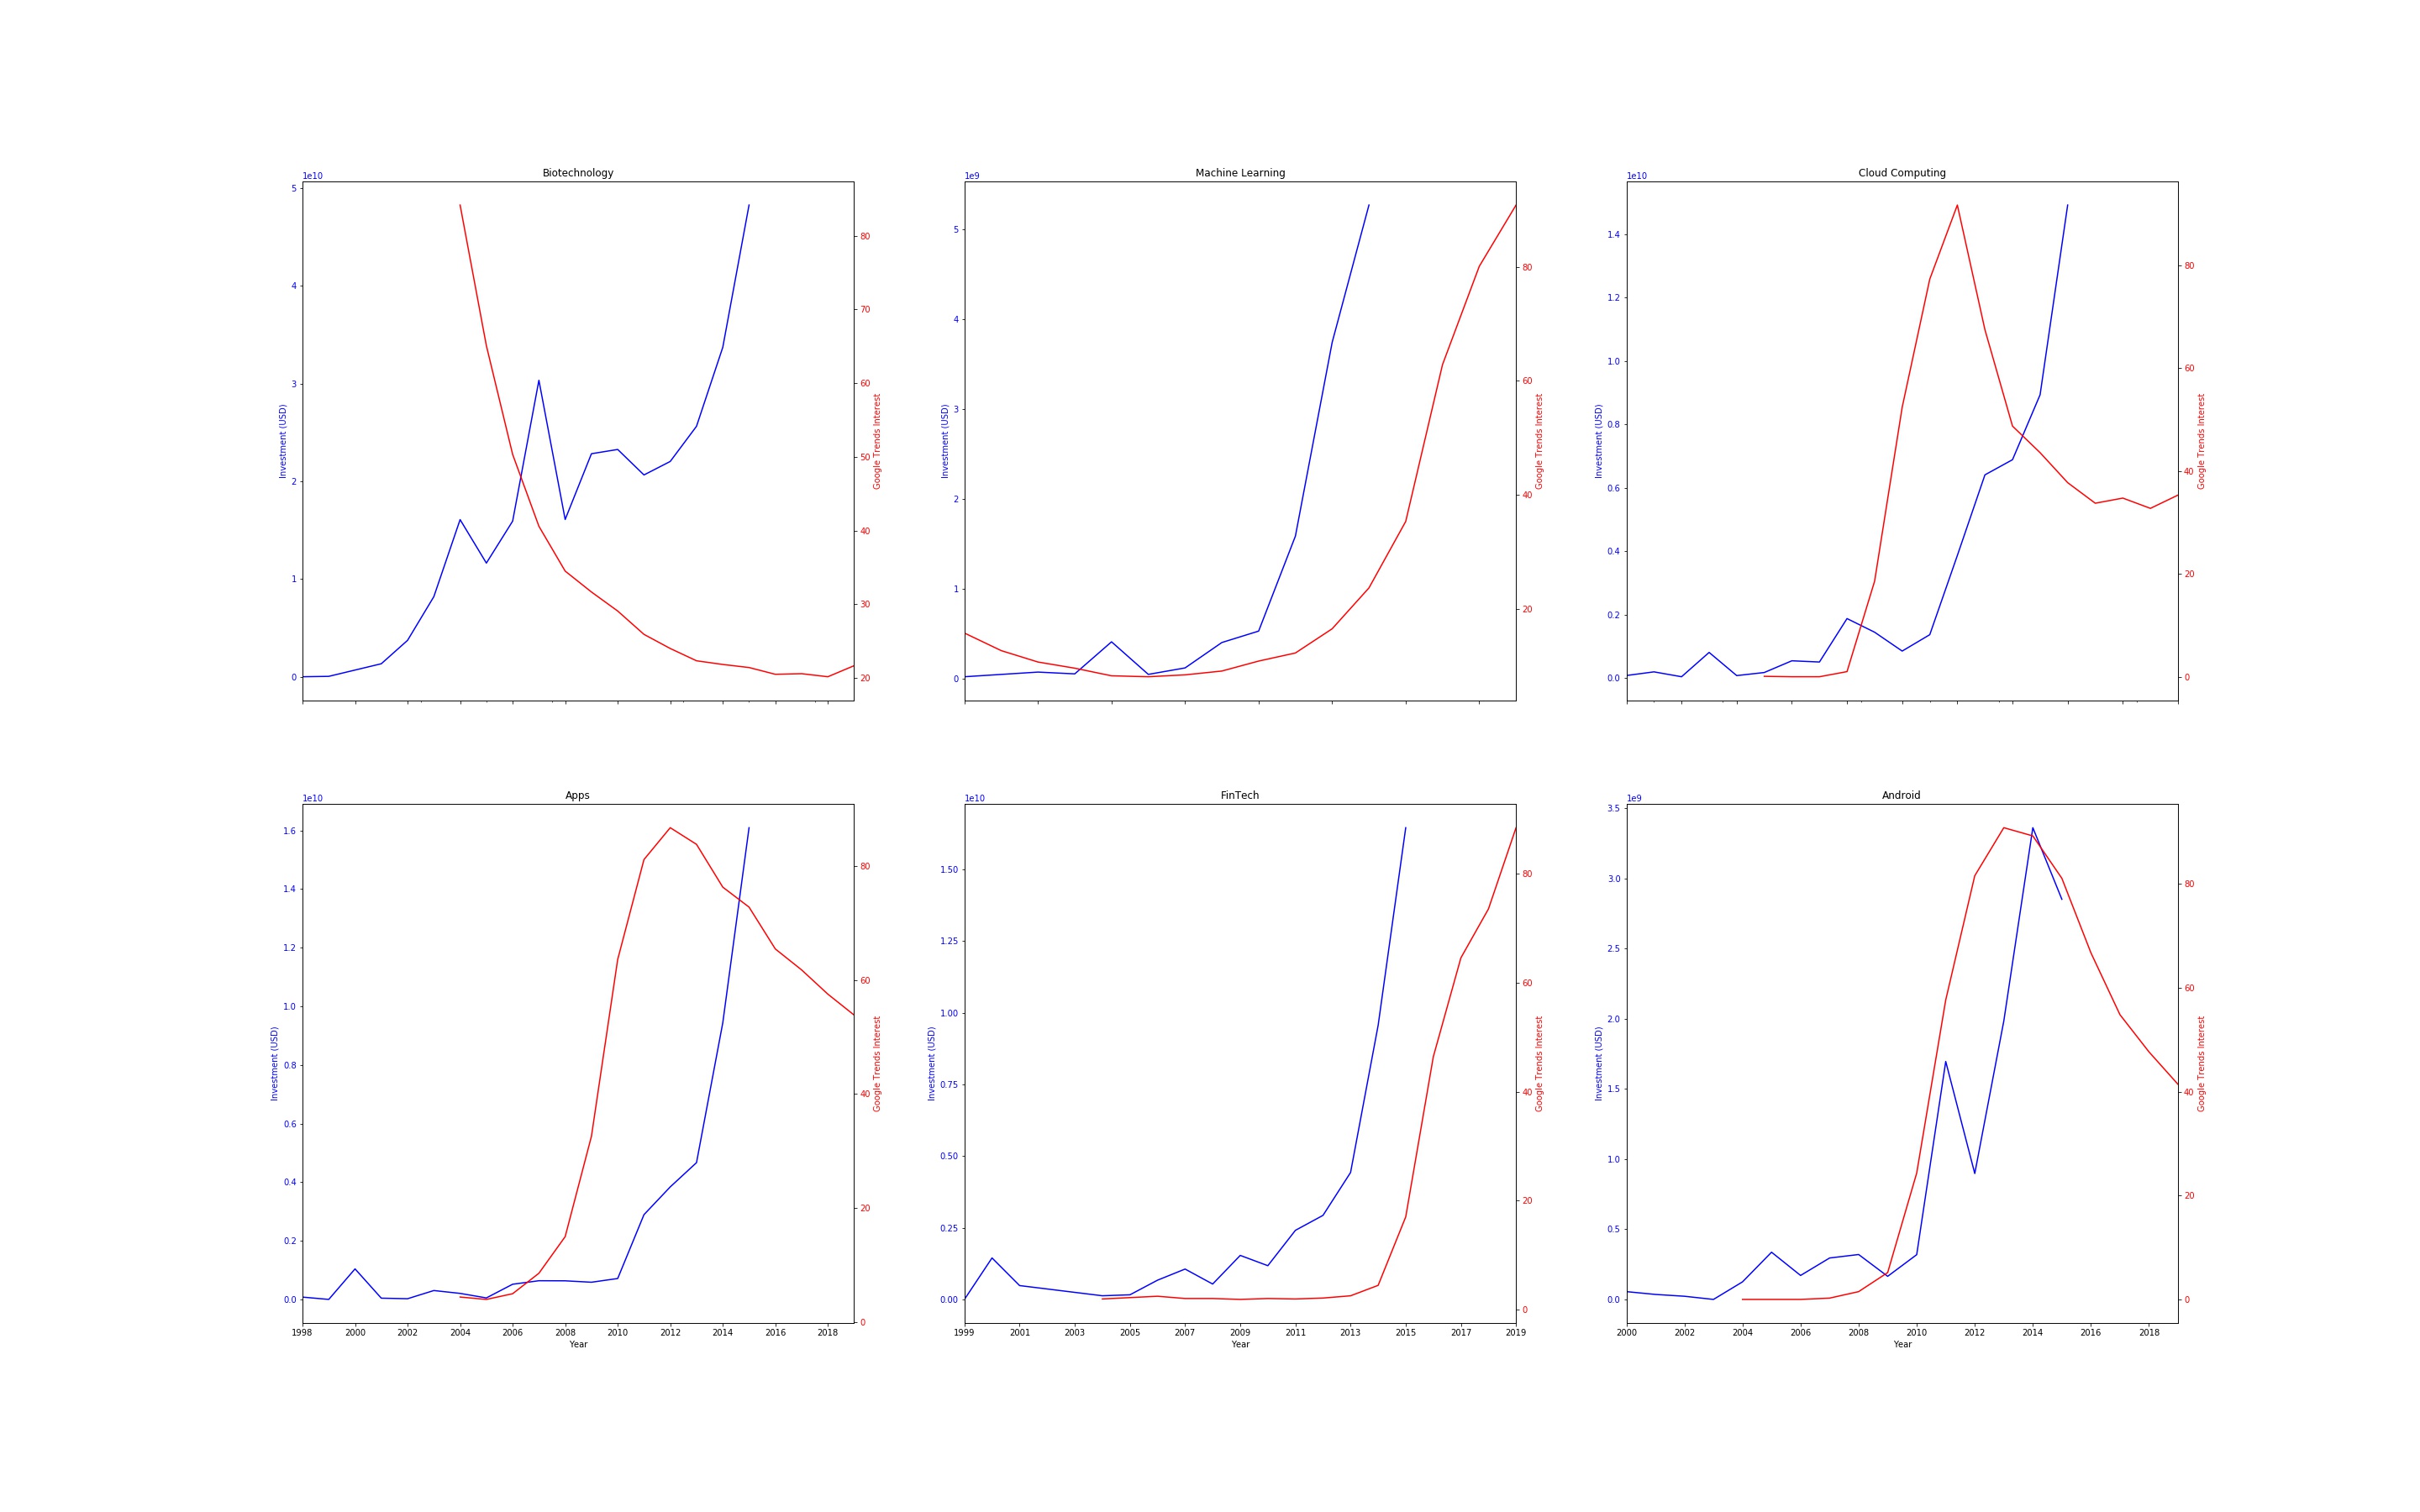 Biotechnology
1e10
5
4
3
2
1
0
Investment (USD)
80
70
60
50
40
30
20
Google Trends Interest
Machine Learning
1e9
5
4
3
2
1
0
Investment (USD)
80
60
40
20
Google Trends Interest
Cloud Computing
1e10
1.4
1.2
1.0
0.8
0.6
0.4
0.2
0.0
Investment (USD)
80
60
40
20
0
Google Trends Interest
Apps
1e10
1.6
1.4
1.2
1.0
0.8
0.6
0.4
0.2
0.0
Investment (USD)
80
60
40
20
0
Google Trends Interest
1998 2000 2002 2004 2006 2008 2010 2012 2014 2016 2018
Year
FinTech
1e10
1.50
1.25
1.00
0.75
0.50
0.25
0.00
Investment (USD)
80
60
40
20
0
Google Trends Interest
1999 2001 2003 2005 2007 2009 2011 2013 2015 2017 2019
Year
Android
1e9
3.5
3.0
2.5
2.0
1.5
1.0
0.5
0.0
Investment (USD)
80
60
40
20
0
Google Trends Interest
2000 2002 2004 2006 2008 2010 2012 2014 2016 2018
Year